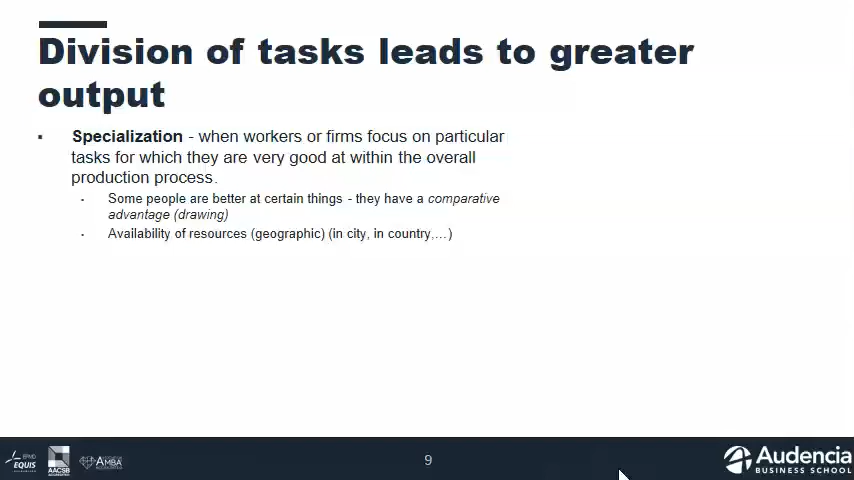 Division of tasks leads to greater
output
▪ Specialization - when workers or firms focus on particular
tasks for which they are very good at within the overall
production process.
• Some people are better at certain things - they have a comparative
advantage (drawing)
• Availability of resources (geographic) (in city, in country,…)
EQUIS
AACSB
AMBA
9
Audencia
BUSINESS SCHOOL